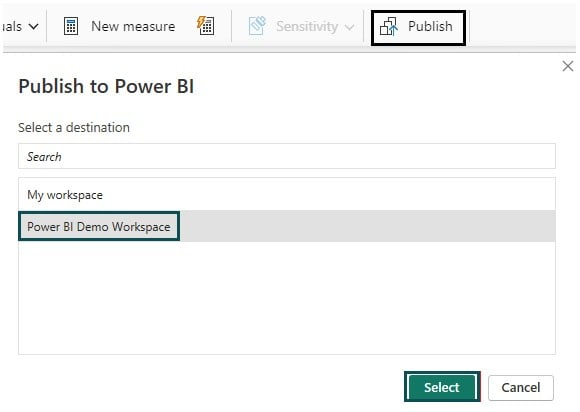 uals New measure Sensitivity Publish
Publish to Power BI
Select a destination
Search
My workspace
Power BI Demo Workspace
Select Cancel